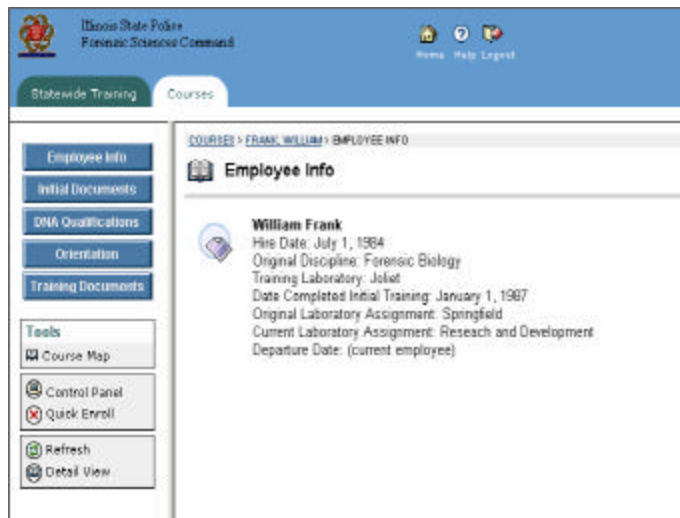 Illinois State Police
Forensic Sciences Command
Home Help Logout
Statewide Training
Courses
COURSES > FRANK, WILLIAM > EMPLOYEE INFO
Employee Info
Employee Info
Initial Documents
DNA Qualifications
Orientation
Training Documents
William Frank
Hire Date: July 1, 1984
Original Discipline: Forensic Biology
Training Laboratory: Joliet
Date Completed Initial Training: January 1, 1987
Original Laboratory Assignment: Springfield
Current Laboratory Assignment: Reseach and Development
Departure Date: (current employee)
Tools
Course Map
Control Panel
Quick Enroll
Refresh
Detail View